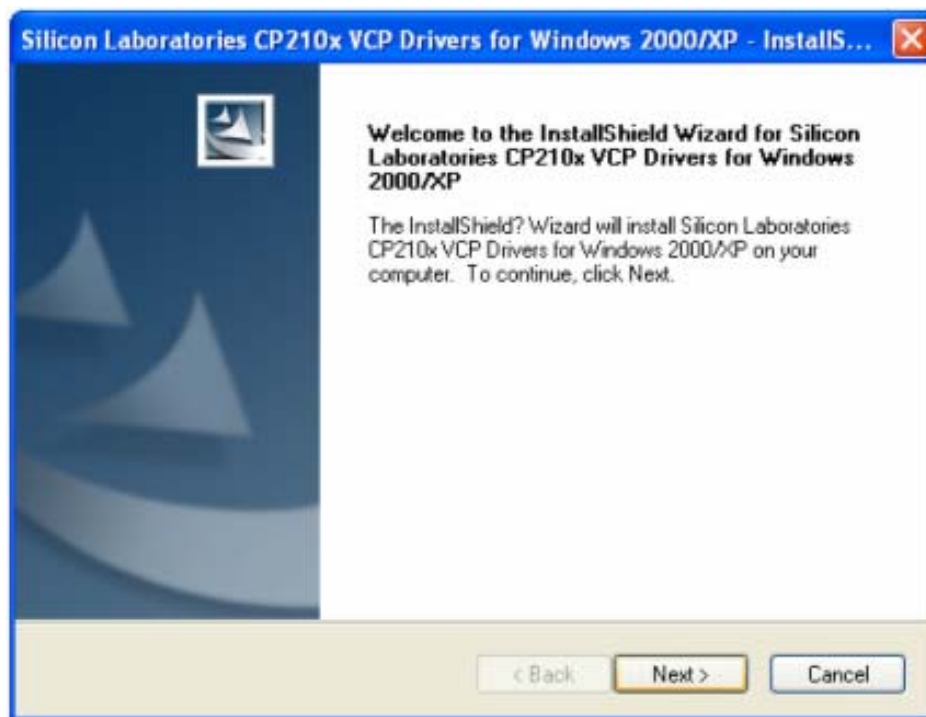 Silicon Laboratories CP210x VCP Drivers for Windows 2000/XP - InstallS...
Welcome to the InstallShield Wizard for Silicon
Laboratories CP210x VCP Drivers for Windows
2000/XP
The InstallShield? Wizard will install Silicon Laboratories
CP210x VCP Drivers for Windows 2000/XP on your
computer. To continue, click Next.
< Back
Next >
Cancel